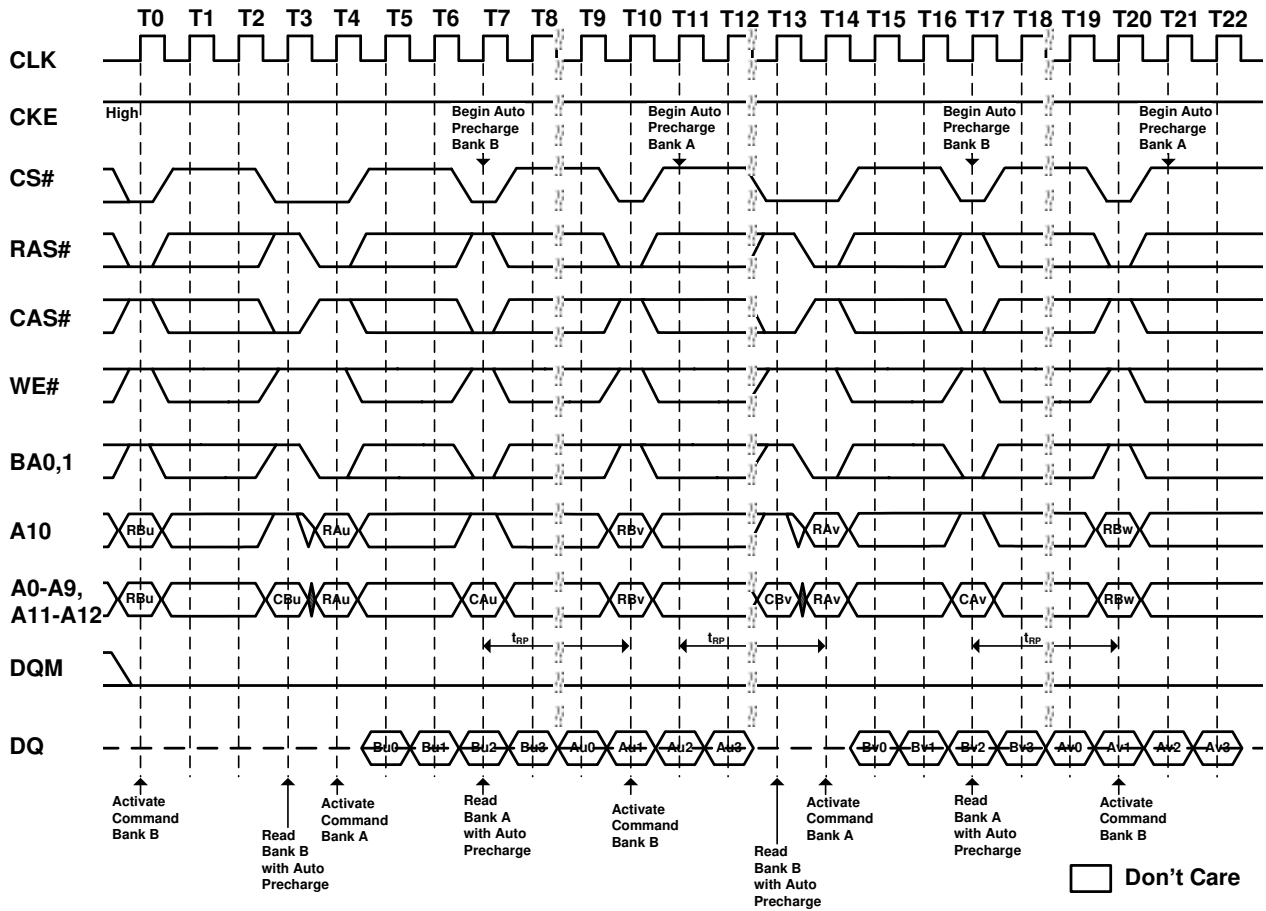 T0 T1 T2 T3 T4 T5 T6 T7 T8 T9 T10 T11 T12 T13 T14 T15 T16 T17 T18 T19 T20 T21 T22
CLK
CKE
High
Begin Auto
Precharge
Bank B
Begin Auto
Precharge
Bank A
Begin Auto
Precharge
Bank B
Begin Auto
Precharge
Bank A
CS#
RAS#
CAS#
WE#
BA0,1
A10
RBu RAu RBv RAv RBw
A0-A9,
A11-A12
RBu CBu RAu CAu RBv CBv RAv CAv RBw
tRP tRP tRP
DQM
DQ
Bu0 Bu1 Bu2 Bu3 Au0 Au1 Au2 Au3 Bv0 Bv1 Bv2 Bv3 Av0 Av1 Av2 Av3
Activate
Command
Bank B
Read
Bank B
with Auto
Precharge
Activate
Command
Bank A
Read
Bank A
with Auto
Precharge
Activate
Command
Bank B
Read
Bank B
with Auto
Precharge
Activate
Command
Bank A
Read
Bank A
with Auto
Precharge
Activate
Command
Bank B
Don't Care